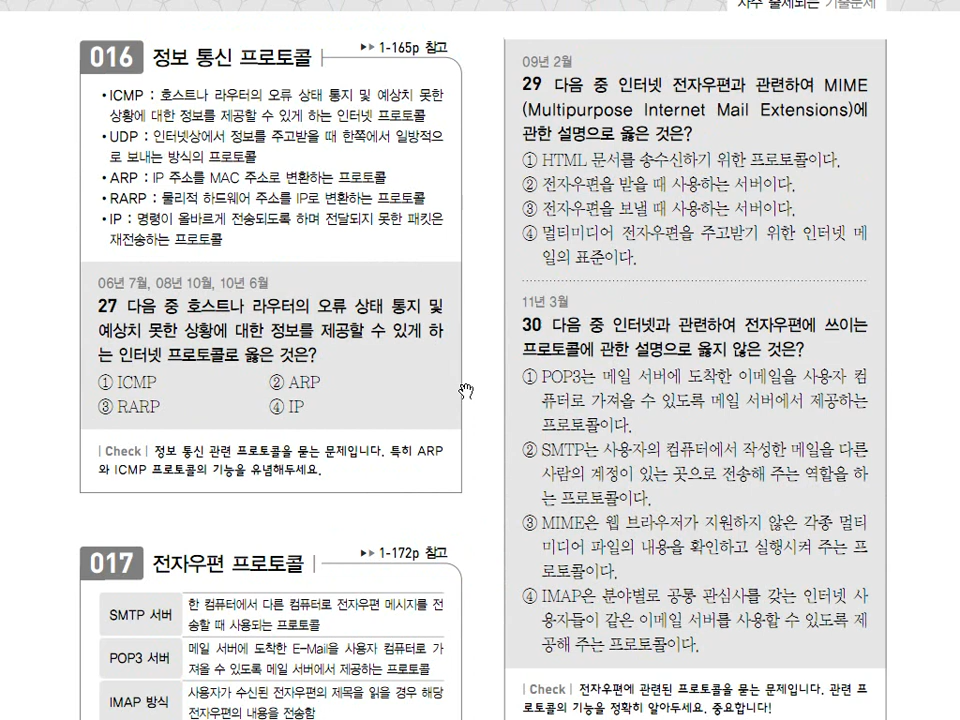 자주 출제되는 기출문제
016 정보 통신 프로토콜
▶▶ 1-165p 참고
• ICMP : 호스트나 라우터의 오류 상태 통지 및 예상치 못한
상황에 대한 정보를 제공할 수 있게 하는 인터넷 프로토콜
• UDP : 인터넷상에서 정보를 주고받을 때 한쪽에서 일방적으
로 보내는 방식의 프로토콜
• ARP : IP 주소를 MAC 주소로 변환하는 프로토콜
• RARP : 물리적 하드웨어 주소를 IP로 변환하는 프로토콜
• IP : 명령이 올바르게 전송되도록 하며 전달되지 못한 패킷은
재전송하는 프로토콜
06년 7월, 08년 10월, 10년 6월
27 다음 중 호스트나 라우터의 오류 상태 통지 및
예상치 못한 상황에 대한 정보를 제공할 수 있게 하
는 인터넷 프로토콜로 옳은 것은?
① ICMP ② ARP
③ RARP ④ IP
| Check | 정보 통신 관련 프로토콜을 묻는 문제입니다. 특히 ARP
와 ICMP 프로토콜의 기능을 유념해두세요.
017 전자우편 프로토콜
▶▶ 1-172p 참고
SMTP 서버 한 컴퓨터에서 다른 컴퓨터로 전자우편 메시지를 전
송할 때 사용되는 프로토콜
POP3 서버 메일 서버에 도착한 E-Mail을 사용자 컴퓨터로 가
져올 수 있도록 메일 서버에서 제공하는 프로토콜
IMAP 방식 사용자가 수신된 전자우편의 제목을 읽을 경우 해당
전자우편의 내용을 전송함
09년 2월
29 다음 중 인터넷 전자우편과 관련하여 MIME
(Multipurpose Internet Mail Extensions)에
관한 설명으로 옳은 것은?
① HTML 문서를 송수신하기 위한 프로토콜이다.
② 전자우편을 받을 때 사용하는 서버이다.
③ 전자우편을 보낼 때 사용하는 서버이다.
④ 멀티미디어 전자우편을 주고받기 위한 인터넷 메
일의 표준이다.
11년 3월
30 다음 중 인터넷과 관련하여 전자우편에 쓰이는
프로토콜에 관한 설명으로 옳지 않은 것은?
① POP3는 메일 서버에 도착한 이메일을 사용자 컴
퓨터로 가져올 수 있도록 메일 서버에서 제공하는
프로토콜이다.
② SMTP는 사용자의 컴퓨터에서 작성한 메일을 다른
사람의 계정이 있는 곳으로 전송해 주는 역할을 하
는 프로토콜이다.
③ MIME은 웹 브라우저가 지원하지 않은 각종 멀티
미디어 파일의 내용을 확인하고 실행시켜 주는 프
로토콜이다.
④ IMAP은 분야별로 공통 관심사를 갖는 인터넷 사
용자들이 같은 이메일 서버를 사용할 수 있도록 제
공해 주는 프로토콜이다.
| Check | 전자우편에 관련된 프로토콜을 묻는 문제입니다. 관련 프
로토콜의 기능을 정확히 알아두세요. 중요합니다!